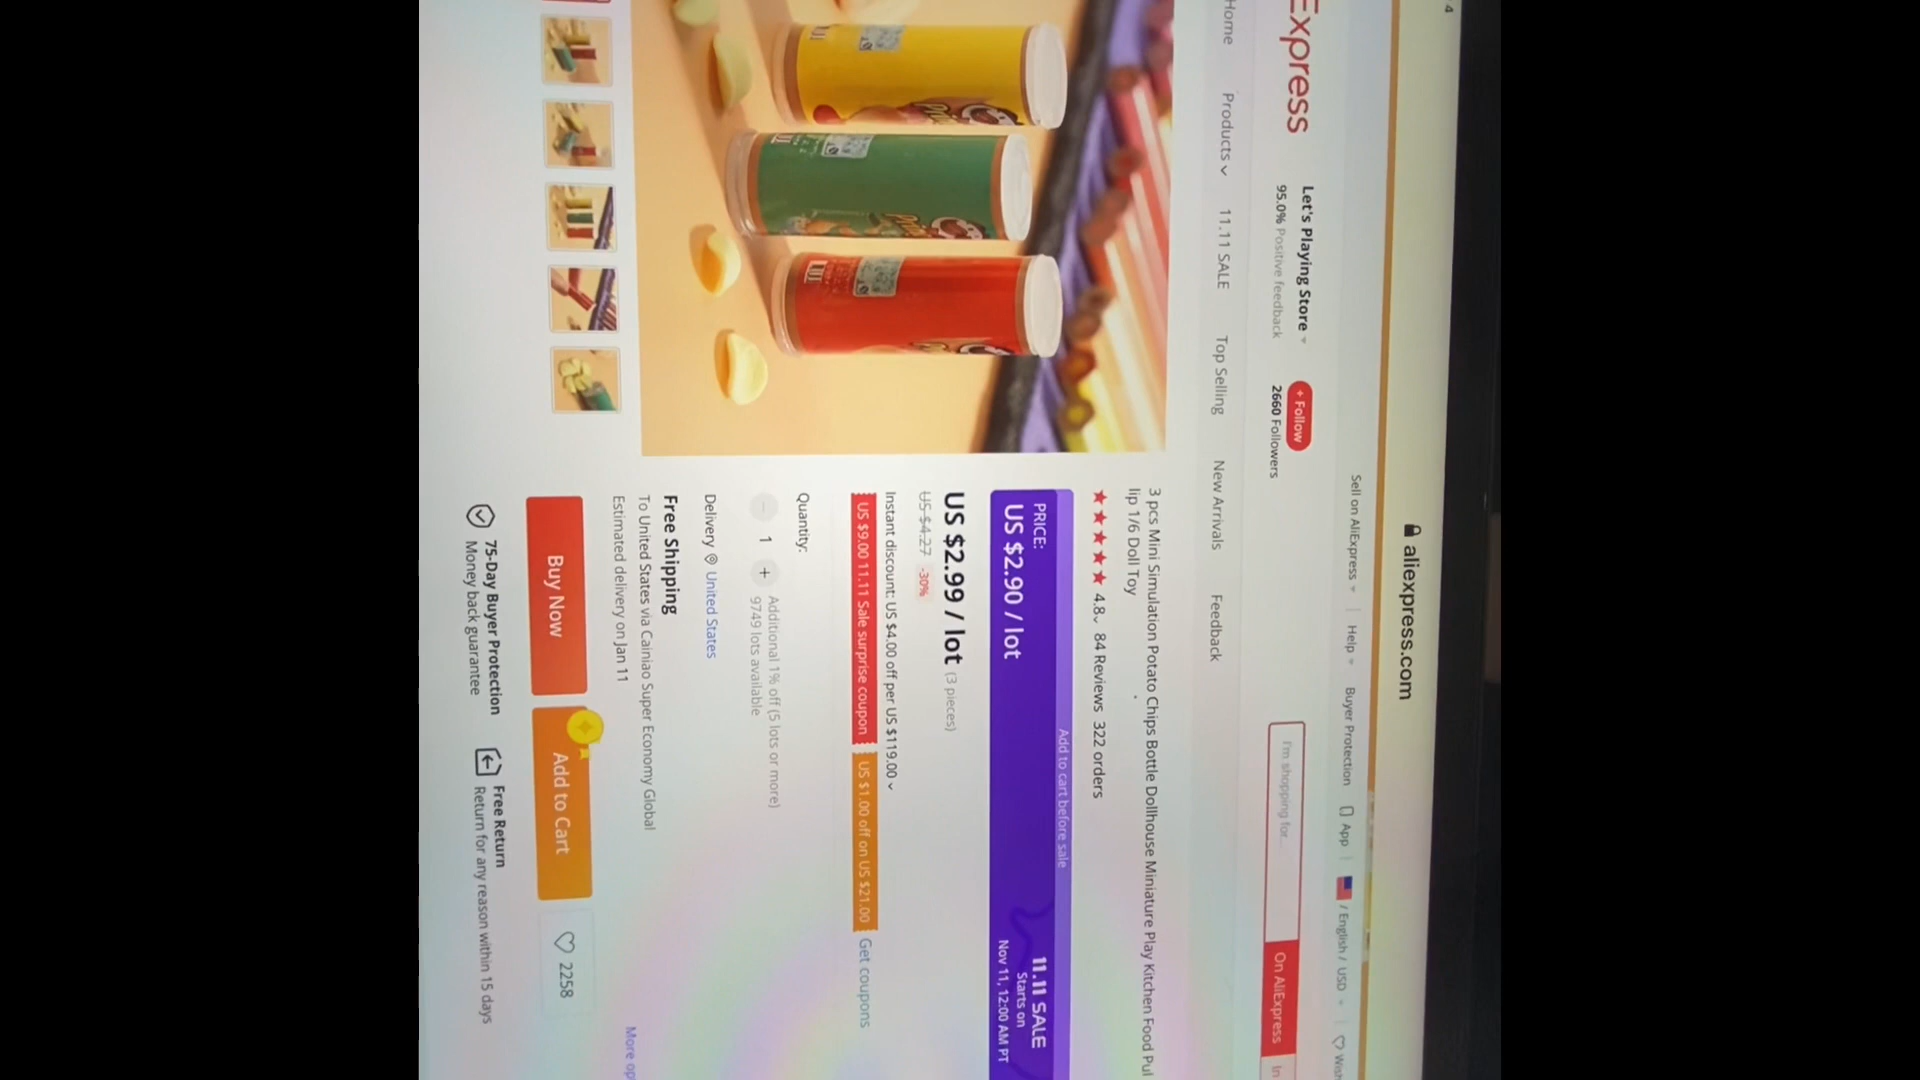 4
aliexpress.com
Sell on AliExpress
Help
Buyer Protection
App
/ English / USD
Wish
Express
Let's Playing Store
95.0% Positive feedback
+ Follow
2660 Followers
I'm shopping for...
On AliExpress
In
Home
Products
11.11 SALE
Top Selling
New Arrivals
Feedback
3 pcs Mini Simulation Potato Chips Bottle Dollhouse Miniature Play Kitchen Food Pul
lip 1/6 Doll Toy
4.8
84 Reviews
322 orders
Add to cart before sale
PRICE:
US $2.90 / lot
11.11 SALE
Starts on
Nov 11, 12:00 AM PT
US $2.99 / lot (3 pieces)
US $4.27 -30%
Instant discount: US $4.00 off per US $119.00
US $9.00 11.11 Sale surprise coupon
US $1.00 off on US $21.00
Get coupons
Quantity:
1
+
Additional 1% off (5 lots or more)
9749 lots available
Delivery
United States
Free Shipping
To United States via Cainiao Super Economy Global
Estimated delivery on Jan 11
More op
Buy Now
Add to Cart
2258
75-Day Buyer Protection
Money back guarantee
Free Return
Return for any reason within 15 days